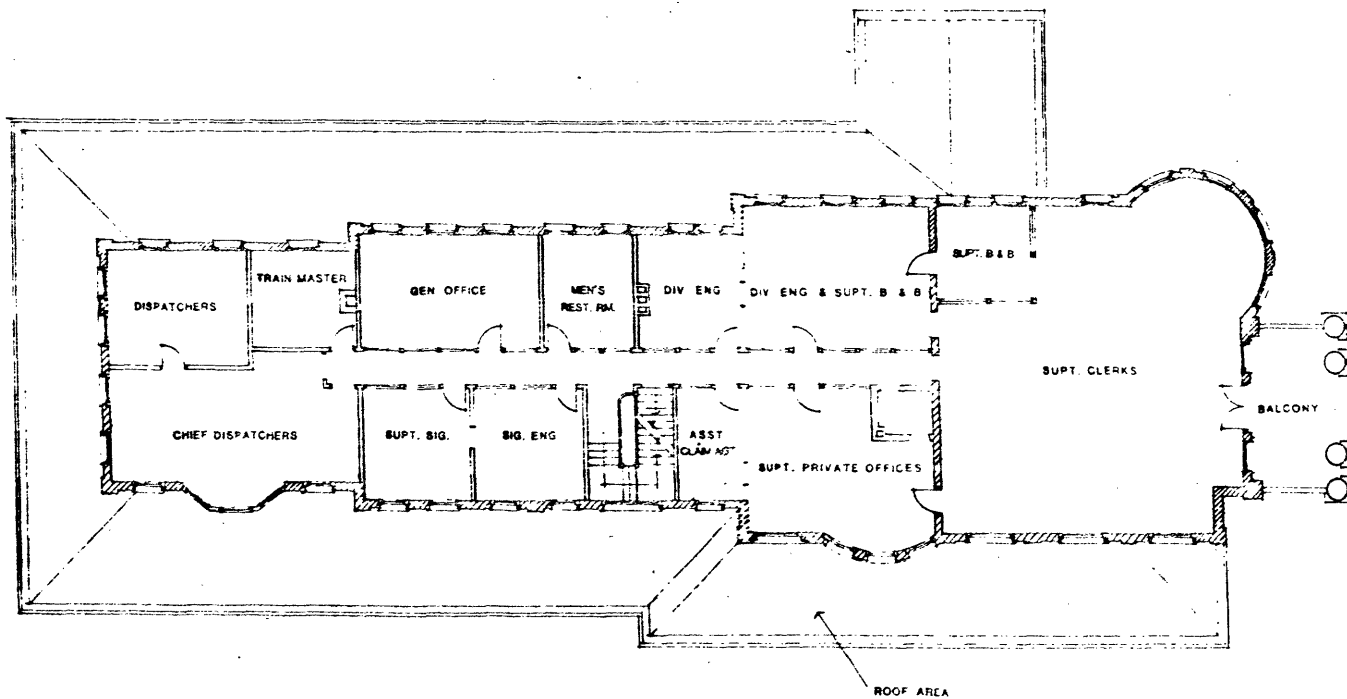 SUPT. B & B
TRAIN MASTER
DISPATCHERS
GEN OFFICE
MEN'S
REST. RM.
DIV ENG
DIV ENG & SUPT. B & B
SUPT. CLERKS
BALCONY
CHIEF DISPATCHERS
SUPT. SIG.
SIG. ENG
ASST
CLAIM AGT
SUPT. PRIVATE OFFICES
ROOF AREA